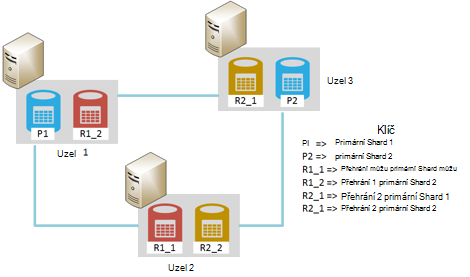 R2_1 P2
Uzel 3
P1 R1_2
Uzel 1
R1_1 R2_2
Uzel 2
Klíč
PI => Primární Shard 1
P2 => primární Shard 2
R1_1 => Přehrání můžu primární Shard můžu
R1_2 => Přehrání 1 primární Shard 2
R2_1 => Přehrání 2 primární Shard 1
R2_1 => Přehrání 2 primární Shard 2